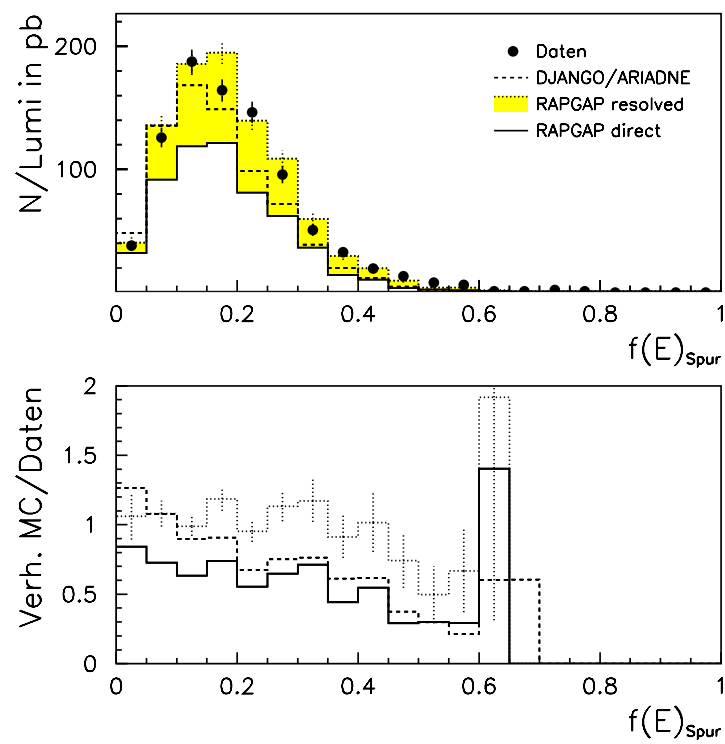 N/Lumi in pb
200
100
Daten
DJANGO/ARIADNE
RAPGAP resolved
RAPGAP direct
0 0.2 0.4 0.6 0.8 1
f(E)Spur
Verh. MC/Daten
2
1.5
1
0.5
0
0 0.2 0.4 0.6 0.8 1
f(E)Spur